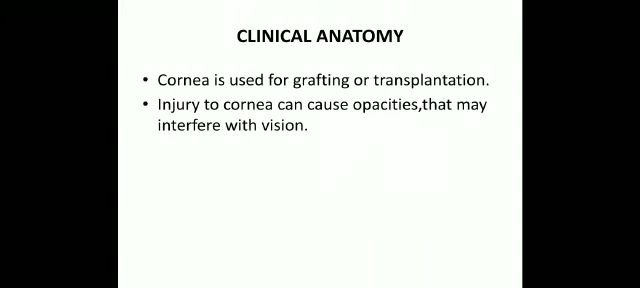 CLINICAL ANATOMY
• Cornea is used for grafting or transplantation.
• Injury to cornea can cause opacities,that may
interfere with vision.